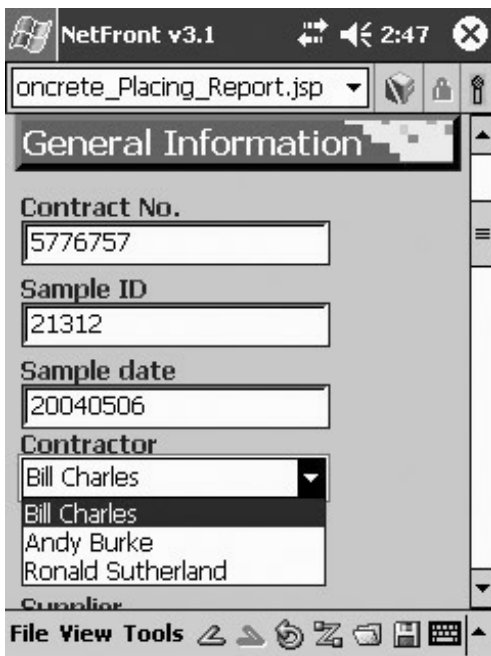 NetFront v3.1 2:47
oncrete_Placing_Report.jsp
General Information
Contract No.
5776757
Sample ID
21312
Sample date
20040506
Contractor
Bill Charles
Bill Charles
Andy Burke
Ronald Sutherland
Supplier
File View Tools